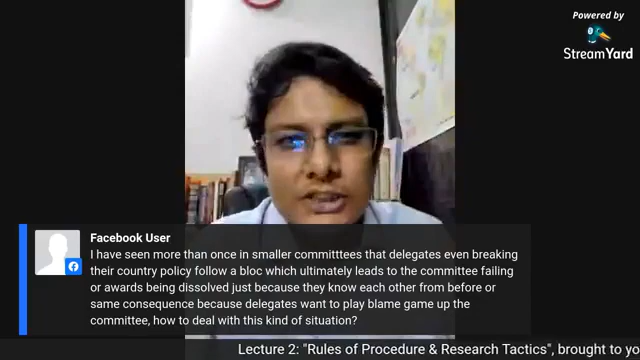 Powered by
StreamYard
Facebook User
I have seen more than once in smaller committtees that delegates even breaking
their country policy follow a bloc which ultimately leads to the committee failing
or awards being dissolved just because they know each other from before or
same consequence because delegates want to play blame game up the
committee, how to deal with this kind of situation?
Lecture 2: "Rules of Procedure & Research Tactics", brought to yo